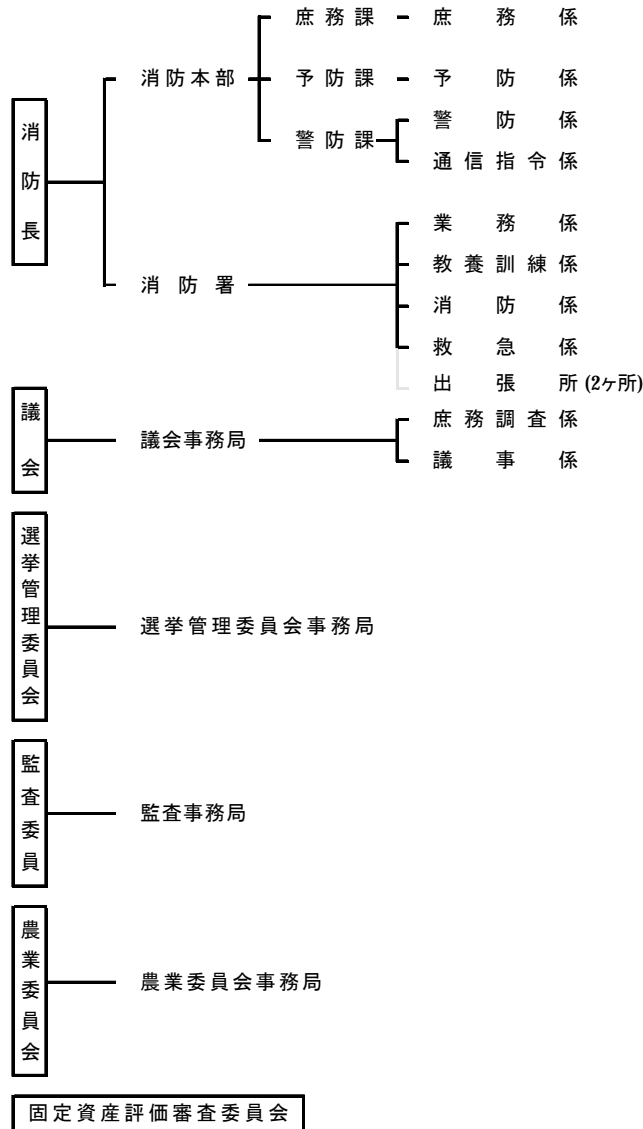 消防長
消防本部
庶務課
庶務係
予防課
予防係
警防課
警防係
通信指令係
消防署
業務係
教養訓練係
消防係
救急係
出張所(2ヶ所)
議会
議会事務局
庶務調査係
議事係
選挙管理委員会
選挙管理委員会事務局
監査委員
監査事務局
農業委員会
農業委員会事務局
固定資産評価審査委員会